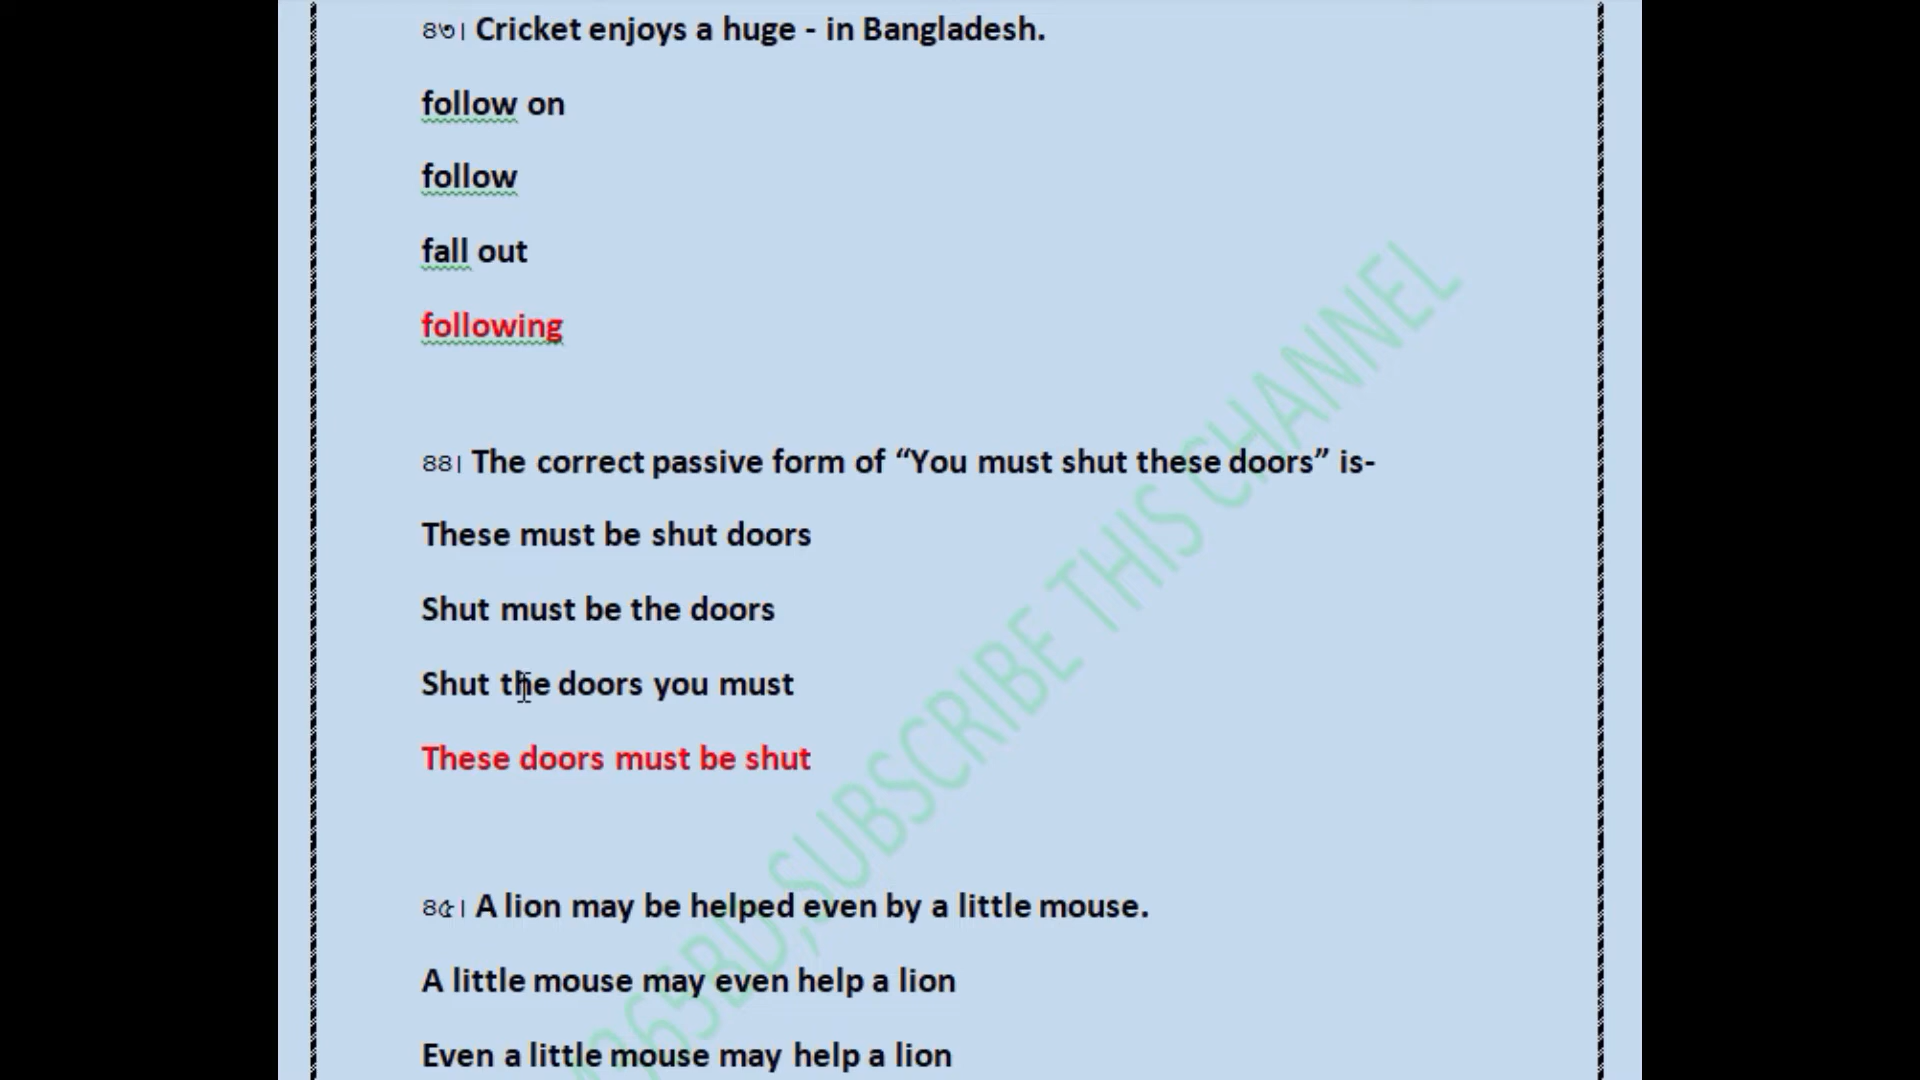 ৪৩। Cricket enjoys a huge - in Bangladesh.
follow on
follow
fall out
following
৪৪। The correct passive form of “You must shut these doors” is-
These must be shut doors
Shut must be the doors
Shut the doors you must
These doors must be shut
৪৫। A lion may be helped even by a little mouse.
A little mouse may even help a lion
Even a little mouse may help a lion
365BD,SUBSCRIBE THIS CHANNEL